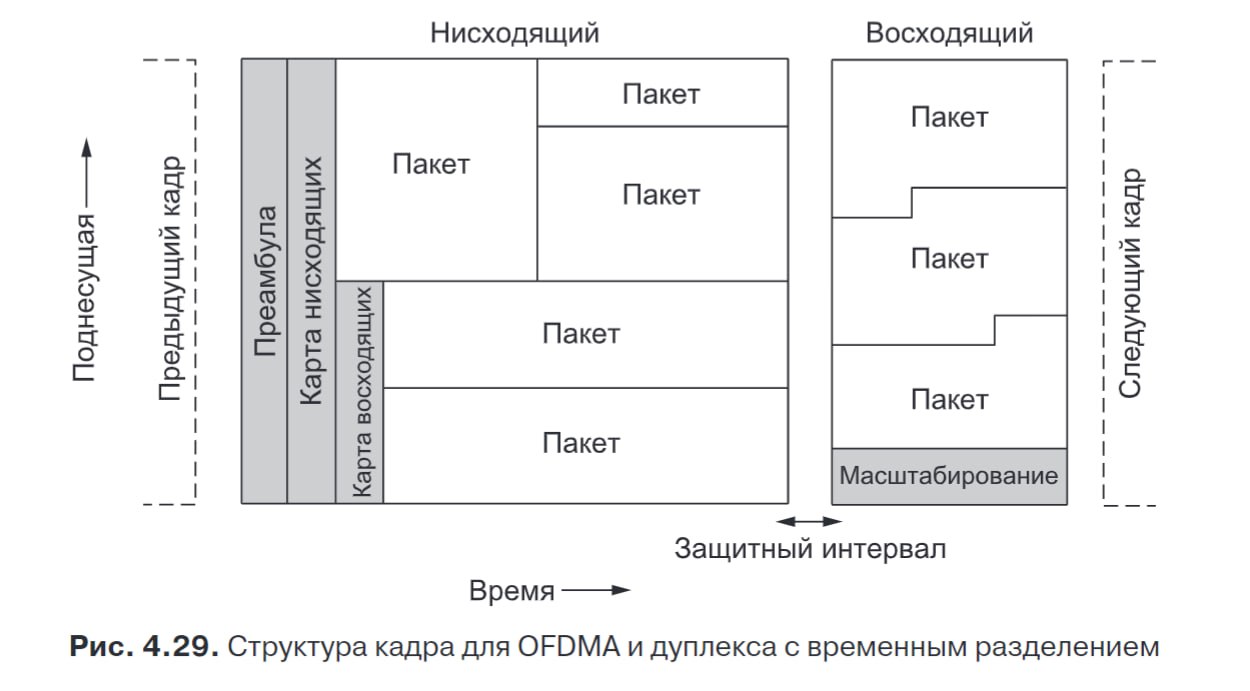 Нисходящий
Восходящий
Поднесущая
Предыдущий кадр
Преамбула
Карта нисходящих
Пакет
Пакет
Пакет
Карта восходящих
Пакет
Пакет
Пакет
Пакет
Пакет
Масштабирование
Следующий кадр
Защитный интервал
Время
Рис. 4.29. Структура кадра для OFDMA и дуплекса с временным разделением